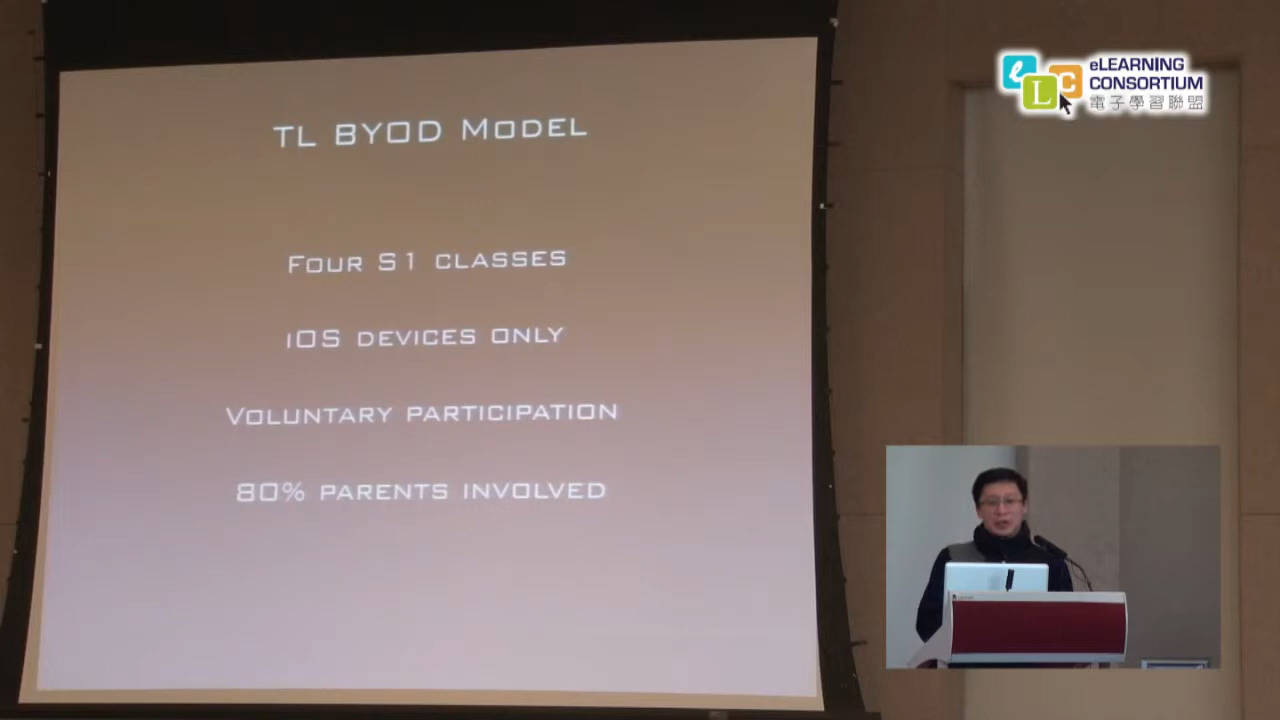 TL BYOD Model
Four S1 classes
iOS devices only
Voluntary participation
80% parents involved
eLEARNING
CONSORTIUM
電子學習聯盟
e
L
C